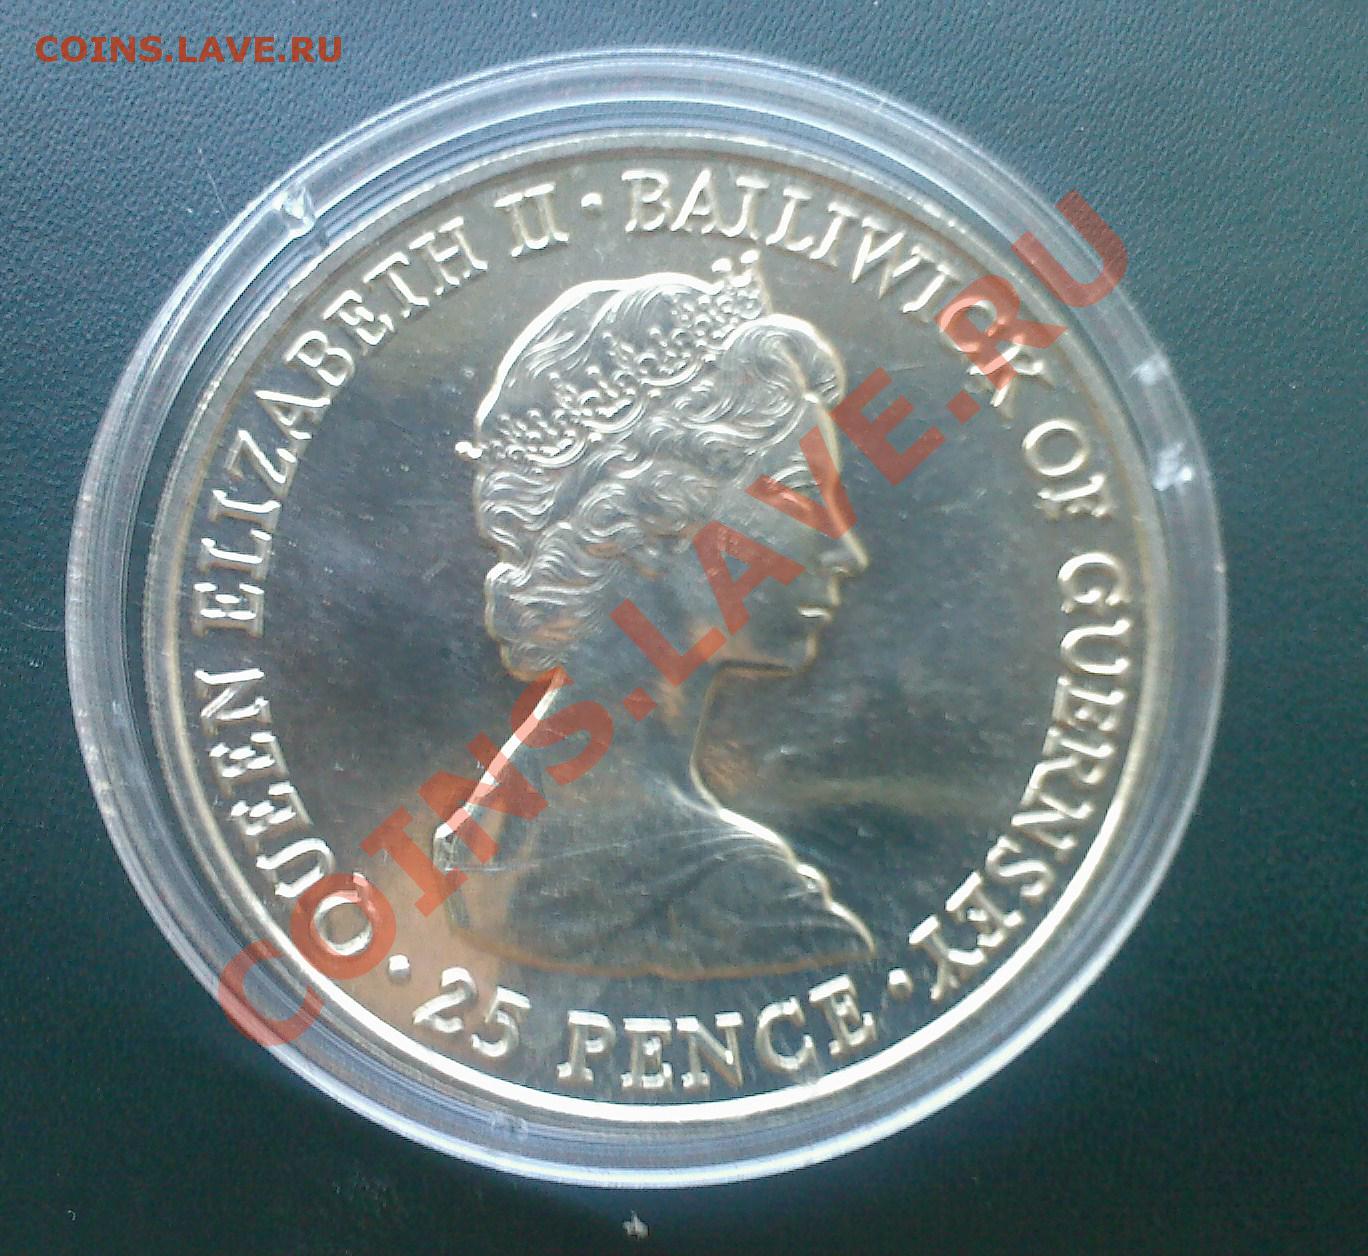 COINS.LAVE.RU
QUEEN ELIZABETH II · BAILIWICK OF GUERNSEY ·
25 PENCE ·
COINS.LAVE.RU